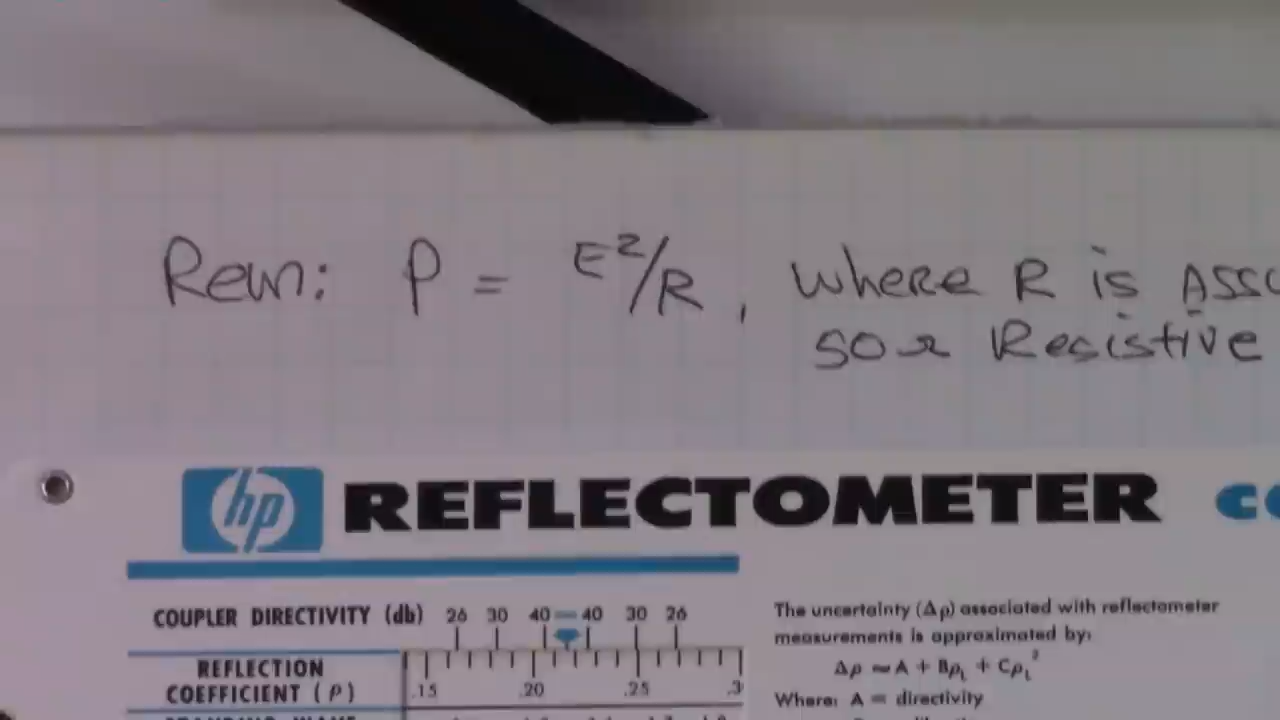 Rem: P = E²/R, where R is
50Ω Resistive
hp REFLECTOMETER
COUPLER DIRECTIVITY (db) 26 30 40 40 30 26
REFLECTION
COEFFICIENT (ρ) .15 .20 .25 .3
The uncertainty (Δρ) associated with reflectometer
measurements is approximated by:
Δρ ≈ A + Bρ_L + Cρ_L²
Where: A = directivity